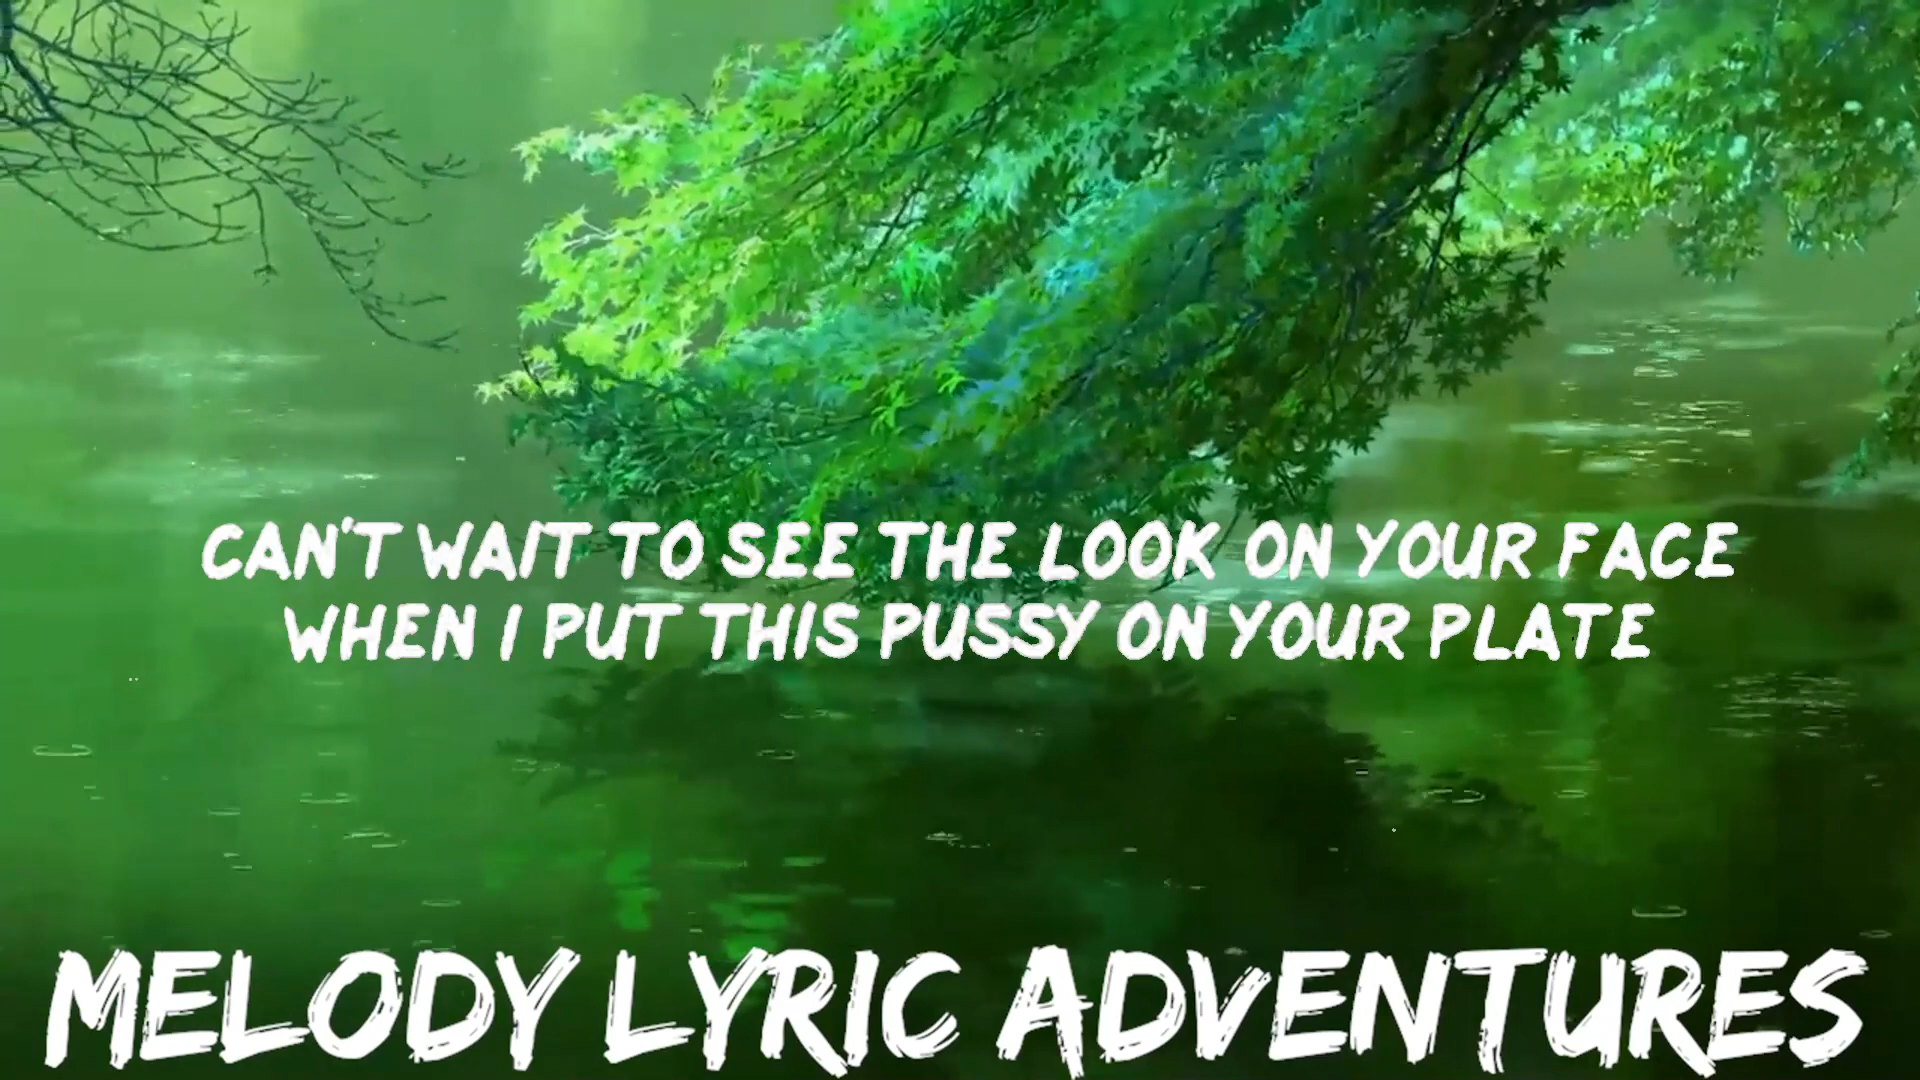 CAN'T WAIT TO SEE THE LOOK ON YOUR FACE
WHEN I PUT THIS PUSSY ON YOUR PLATE
MELODY LYRIC ADVENTURES